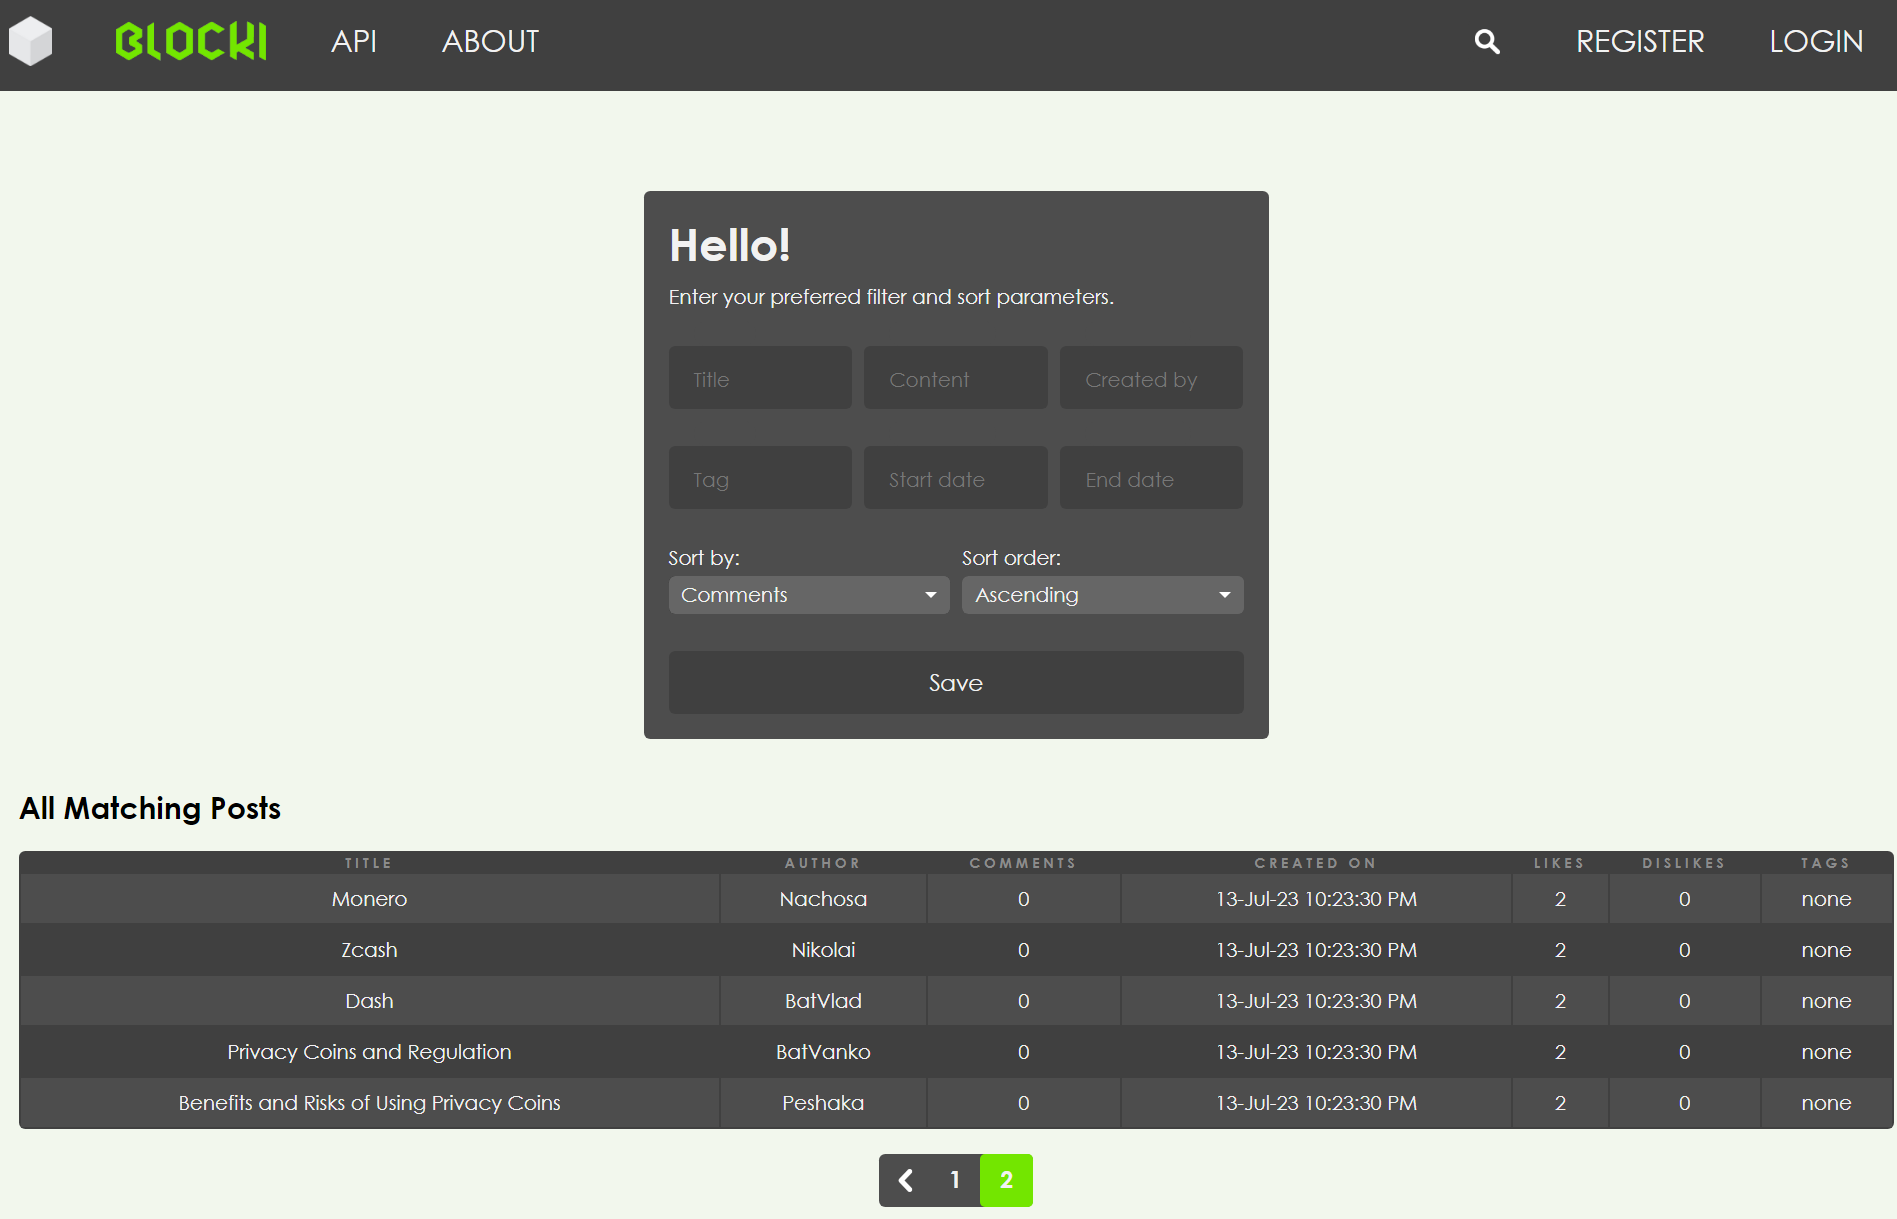 BLOCKI API ABOUT REGISTER LOGIN
Hello!
Enter your preferred filter and sort parameters.
Title Content Created by
Tag Start date End date
Sort by: Sort order:
Comments Ascending
Save
All Matching Posts
TITLE AUTHOR COMMENTS CREATED ON LIKES DISLIKES TAGS
Monero Nachosa 0 13-Jul-23 10:23:30 PM 2 0 none
Zcash Nikolai 0 13-Jul-23 10:23:30 PM 2 0 none
Dash BatVlad 0 13-Jul-23 10:23:30 PM 2 0 none
Privacy Coins and Regulation BatVanko 0 13-Jul-23 10:23:30 PM 2 0 none
Benefits and Risks of Using Privacy Coins Peshaka 0 13-Jul-23 10:23:30 PM 2 0 none
1 2